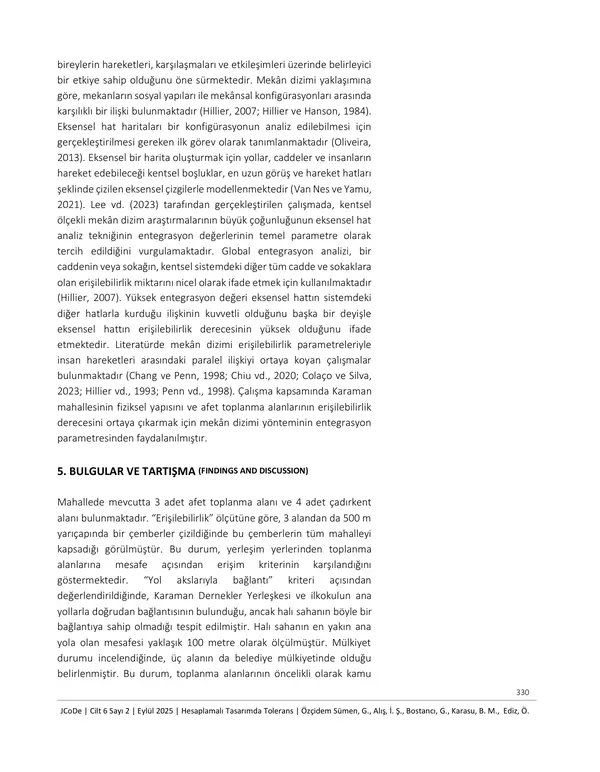 bireylerin hareketleri, karşılaşmaları ve etkileşimleri üzerinde belirleyici
bir etkiye sahip olduğunu öne sürmektedir. Mekân dizimi yaklaşımına
göre, mekanların sosyal yapıları ile mekânsal konfigürasyonları arasında
karşılıklı bir ilişki bulunmaktadır (Hillier, 2007; Hillier ve Hanson, 1984).
Eksensel hat haritaları bir konfigürasyonun analiz edilebilmesi için
gerçekleştirilmesi gereken ilk görev olarak tanımlanmaktadır (Oliveira,
2013). Eksensel bir harita oluşturmak için yollar, caddeler ve insanların
hareket edebileceği kentsel boşluklar, en uzun görüş ve hareket hatları
şeklinde çizilen eksensel çizgilerle modellenmektedir (Van Nes ve Yamu,
2021). Lee vd. (2023) tarafından gerçekleştirilen çalışmada, kentsel
ölçekli mekân dizim araştırmalarının büyük çoğunluğunun eksensel hat
analiz tekniğinin entegrasyon değerlerinin temel parametre olarak
tercih edildiğini vurgulamaktadır. Global entegrasyon analizi, bir
caddenin veya sokağın, kentsel sistemdeki diğer tüm cadde ve sokaklara
olan erişilebilirlik miktarını nicel olarak ifade etmek için kullanılmaktadır
(Hillier, 2007). Yüksek entegrasyon değeri eksensel hattın sistemdeki
diğer hatlarla kurduğu ilişkinin kuvvetli olduğunu başka bir deyişle
eksensel hattın erişilebilirlik derecesinin yüksek olduğunu ifade
etmektedir. Literatürde mekân dizimi erişilebilirlik parametreleriyle
insan hareketleri arasındaki paralel ilişkiyi ortaya koyan çalışmalar
bulunmaktadır (Chang ve Penn, 1998; Chiu vd., 2020; Colaço ve Silva,
2023; Hillier vd., 1993; Penn vd., 1998). Çalışma kapsamında Karaman
mahallesinin fiziksel yapısını ve afet toplanma alanlarının erişilebilirlik
derecesini ortaya çıkarmak için mekân dizimi yönteminin entegrasyon
parametresinden faydalanılmıştır.
5. BULGULAR VE TARTIŞMA (FINDINGS AND DISCUSSION)
Mahallede mevcutta 3 adet afet toplanma alanı ve 4 adet çadırkent
alanı bulunmaktadır. “Erişilebilirlik” ölçütüne göre, 3 alandan da 500 m
yarıçapında bir çemberler çizildiğinde bu çemberlerin tüm mahalleyi
kapsadığı görülmüştür. Bu durum, yerleşim yerlerinden toplanma
alanlarına mesafe açısından erişim kriterinin karşılandığını
göstermektedir. “Yol akslarıyla bağlantı” kriteri açısından
değerlendirildiğinde, Karaman Dernekler Yerleşkesi ve ilkokulun ana
yollarla doğrudan bağlantısının bulunduğu, ancak halı sahanın böyle bir
bağlantıya sahip olmadığı tespit edilmiştir. Halı sahanın en yakın ana
yola olan mesafesi yaklaşık 100 metre olarak ölçülmüştür. Mülkiyet
durumu incelendiğinde, üç alanın da belediye mülkiyetinde olduğu
belirlenmiştir. Bu durum, toplanma alanlarının öncelikli olarak kamu
330
JCoDe | Cilt 6 Sayı 2 | Eylül 2025 | Hesaplamalı Tasarımda Tolerans | Özçidem Sümen, G., Alış, İ. Ş., Bostancı, G., Karasu, B. M., Ediz, Ö.